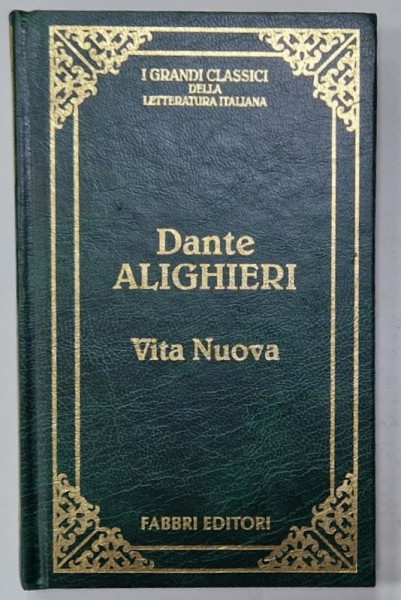 I GRANDI CLASSICI
DELLA
LETTERATURA ITALIANA
Dante
ALIGHIERI
Vita Nuova
FABBRI EDITORI